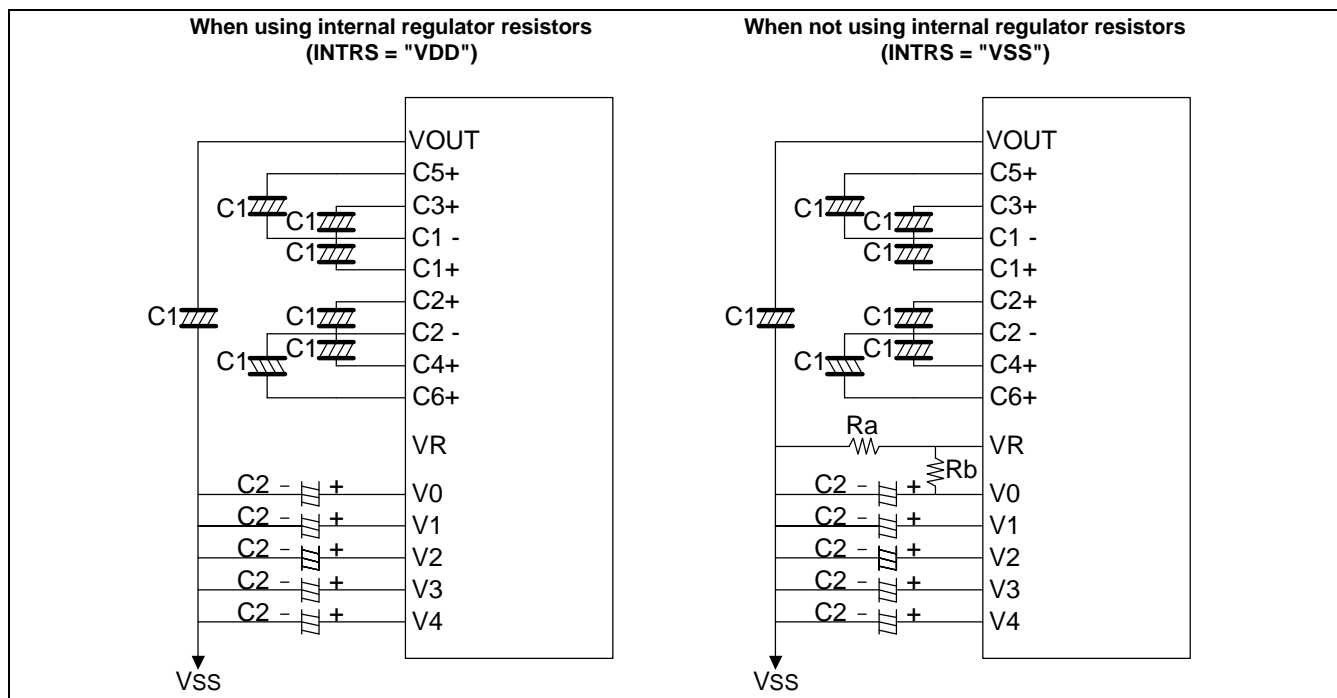 When using internal regulator resistors
(INTRS = "VDD")
VOUT
C5+
C1
C3+
C1
C1 -
C1
C1+
C2+
C1
C1
C2 -
C1
C1
C4+
C6+
VR
C2 - + V0
C2 - + V1
C2 - + V2
C2 - + V3
C2 - + V4
VSS
When not using internal regulator resistors
(INTRS = "VSS")
VOUT
C5+
C1
C3+
C1
C1 -
C1
C1+
C2+
C1
C1
C2 -
C1
C1
C4+
C6+
Ra
VR
Rb
C2 - + V0
C2 - + V1
C2 - + V2
C2 - + V3
C2 - + V4
VSS